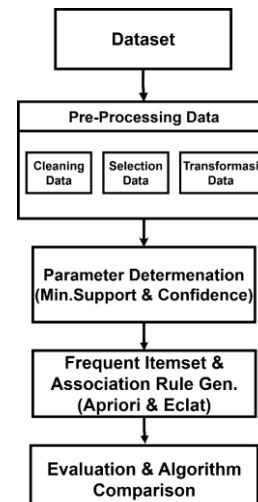 Dataset
Pre-Processing Data
Cleaning Selection Transformasi
Data Data Data
Parameter Determenation
(Min.Support & Confidence)
Frequent Itemset &
Association Rule Gen.
(Apriori & Eclat)
Evaluation & Algorithm
Comparison